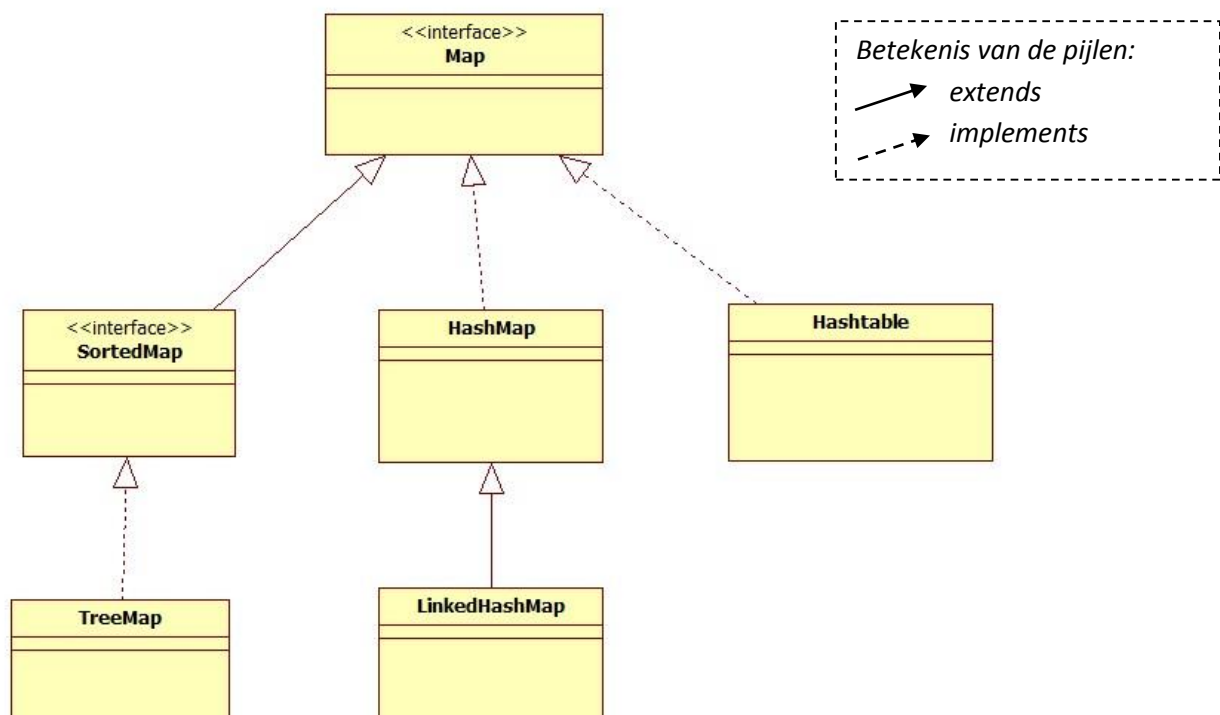 <<interface>>
Map
Betekenis van de pijlen:
extends
implements
<<interface>>
SortedMap
HashMap
Hashtable
TreeMap
LinkedHashMap